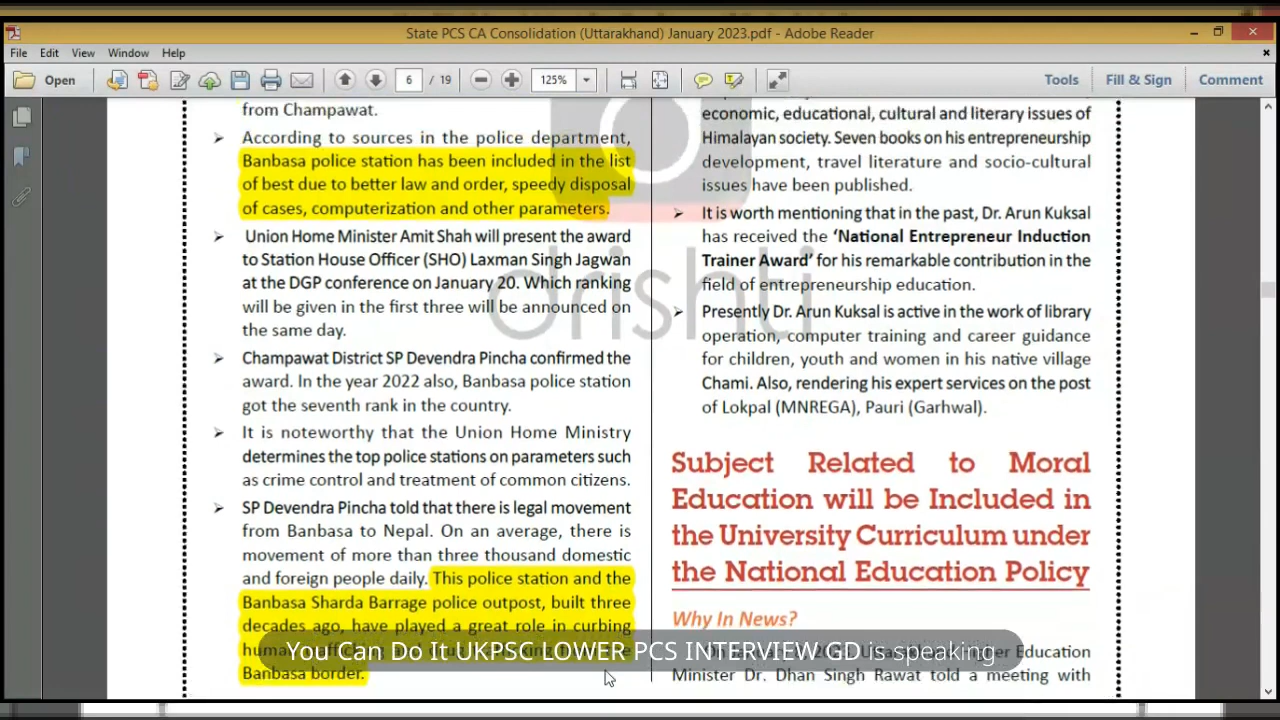 State PCS CA Consolidation (Uttarakhand) January 2023.pdf - Adobe Reader
File Edit View Window Help
Open 6 / 19 125% Tools Fill & Sign Comment
from Champawat.
According to sources in the police department,
Banbasa police station has been included in the list
of best due to better law and order, speedy disposal
of cases, computerization and other parameters.
Union Home Minister Amit Shah will present the award
to Station House Officer (SHO) Laxman Singh Jagwan
at the DGP conference on January 20. Which ranking
will be given in the first three will be announced on
the same day.
Champawat District SP Devendra Pincha confirmed the
award. In the year 2022 also, Banbasa police station
got the seventh rank in the country.
It is noteworthy that the Union Home Ministry
determines the top police stations on parameters such
as crime control and treatment of common citizens.
SP Devendra Pincha told that there is legal movement
from Banbasa to Nepal. On an average, there is
movement of more than three thousand domestic
and foreign people daily. This police station and the
Banbasa Sharda Barrage police outpost, built three
decades ago, have played a great role in curbing
Banbasa border.
economic, educational, cultural and literary issues of
Himalayan society. Seven books on his entrepreneurship
development, travel literature and socio-cultural
issues have been published.
It is worth mentioning that in the past, Dr. Arun Kuksal
has received the ‘National Entrepreneur Induction
Trainer Award’ for his remarkable contribution in the
field of entrepreneurship education.
Presently Dr. Arun Kuksal is active in the work of library
operation, computer training and career guidance
for children, youth and women in his native village
Chami. Also, rendering his expert services on the post
of Lokpal (MNREGA), Pauri (Garhwal).
Subject Related to Moral
Education will be Included in
the University Curriculum under
the National Education Policy
Why In News?
Education
Minister Dr. Dhan Singh Rawat told a meeting with
drishti
You Can Do It UKPSC LOWER PCS INTERVIEW GD is speaking